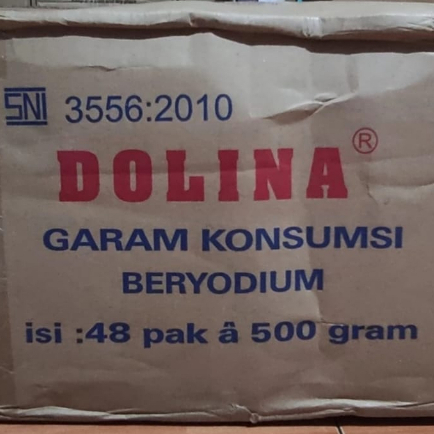 SNI 3556:2010
DOLINA®
GARAM KONSUMSI
BERYODIUM
isi :48 pak â 500 gram